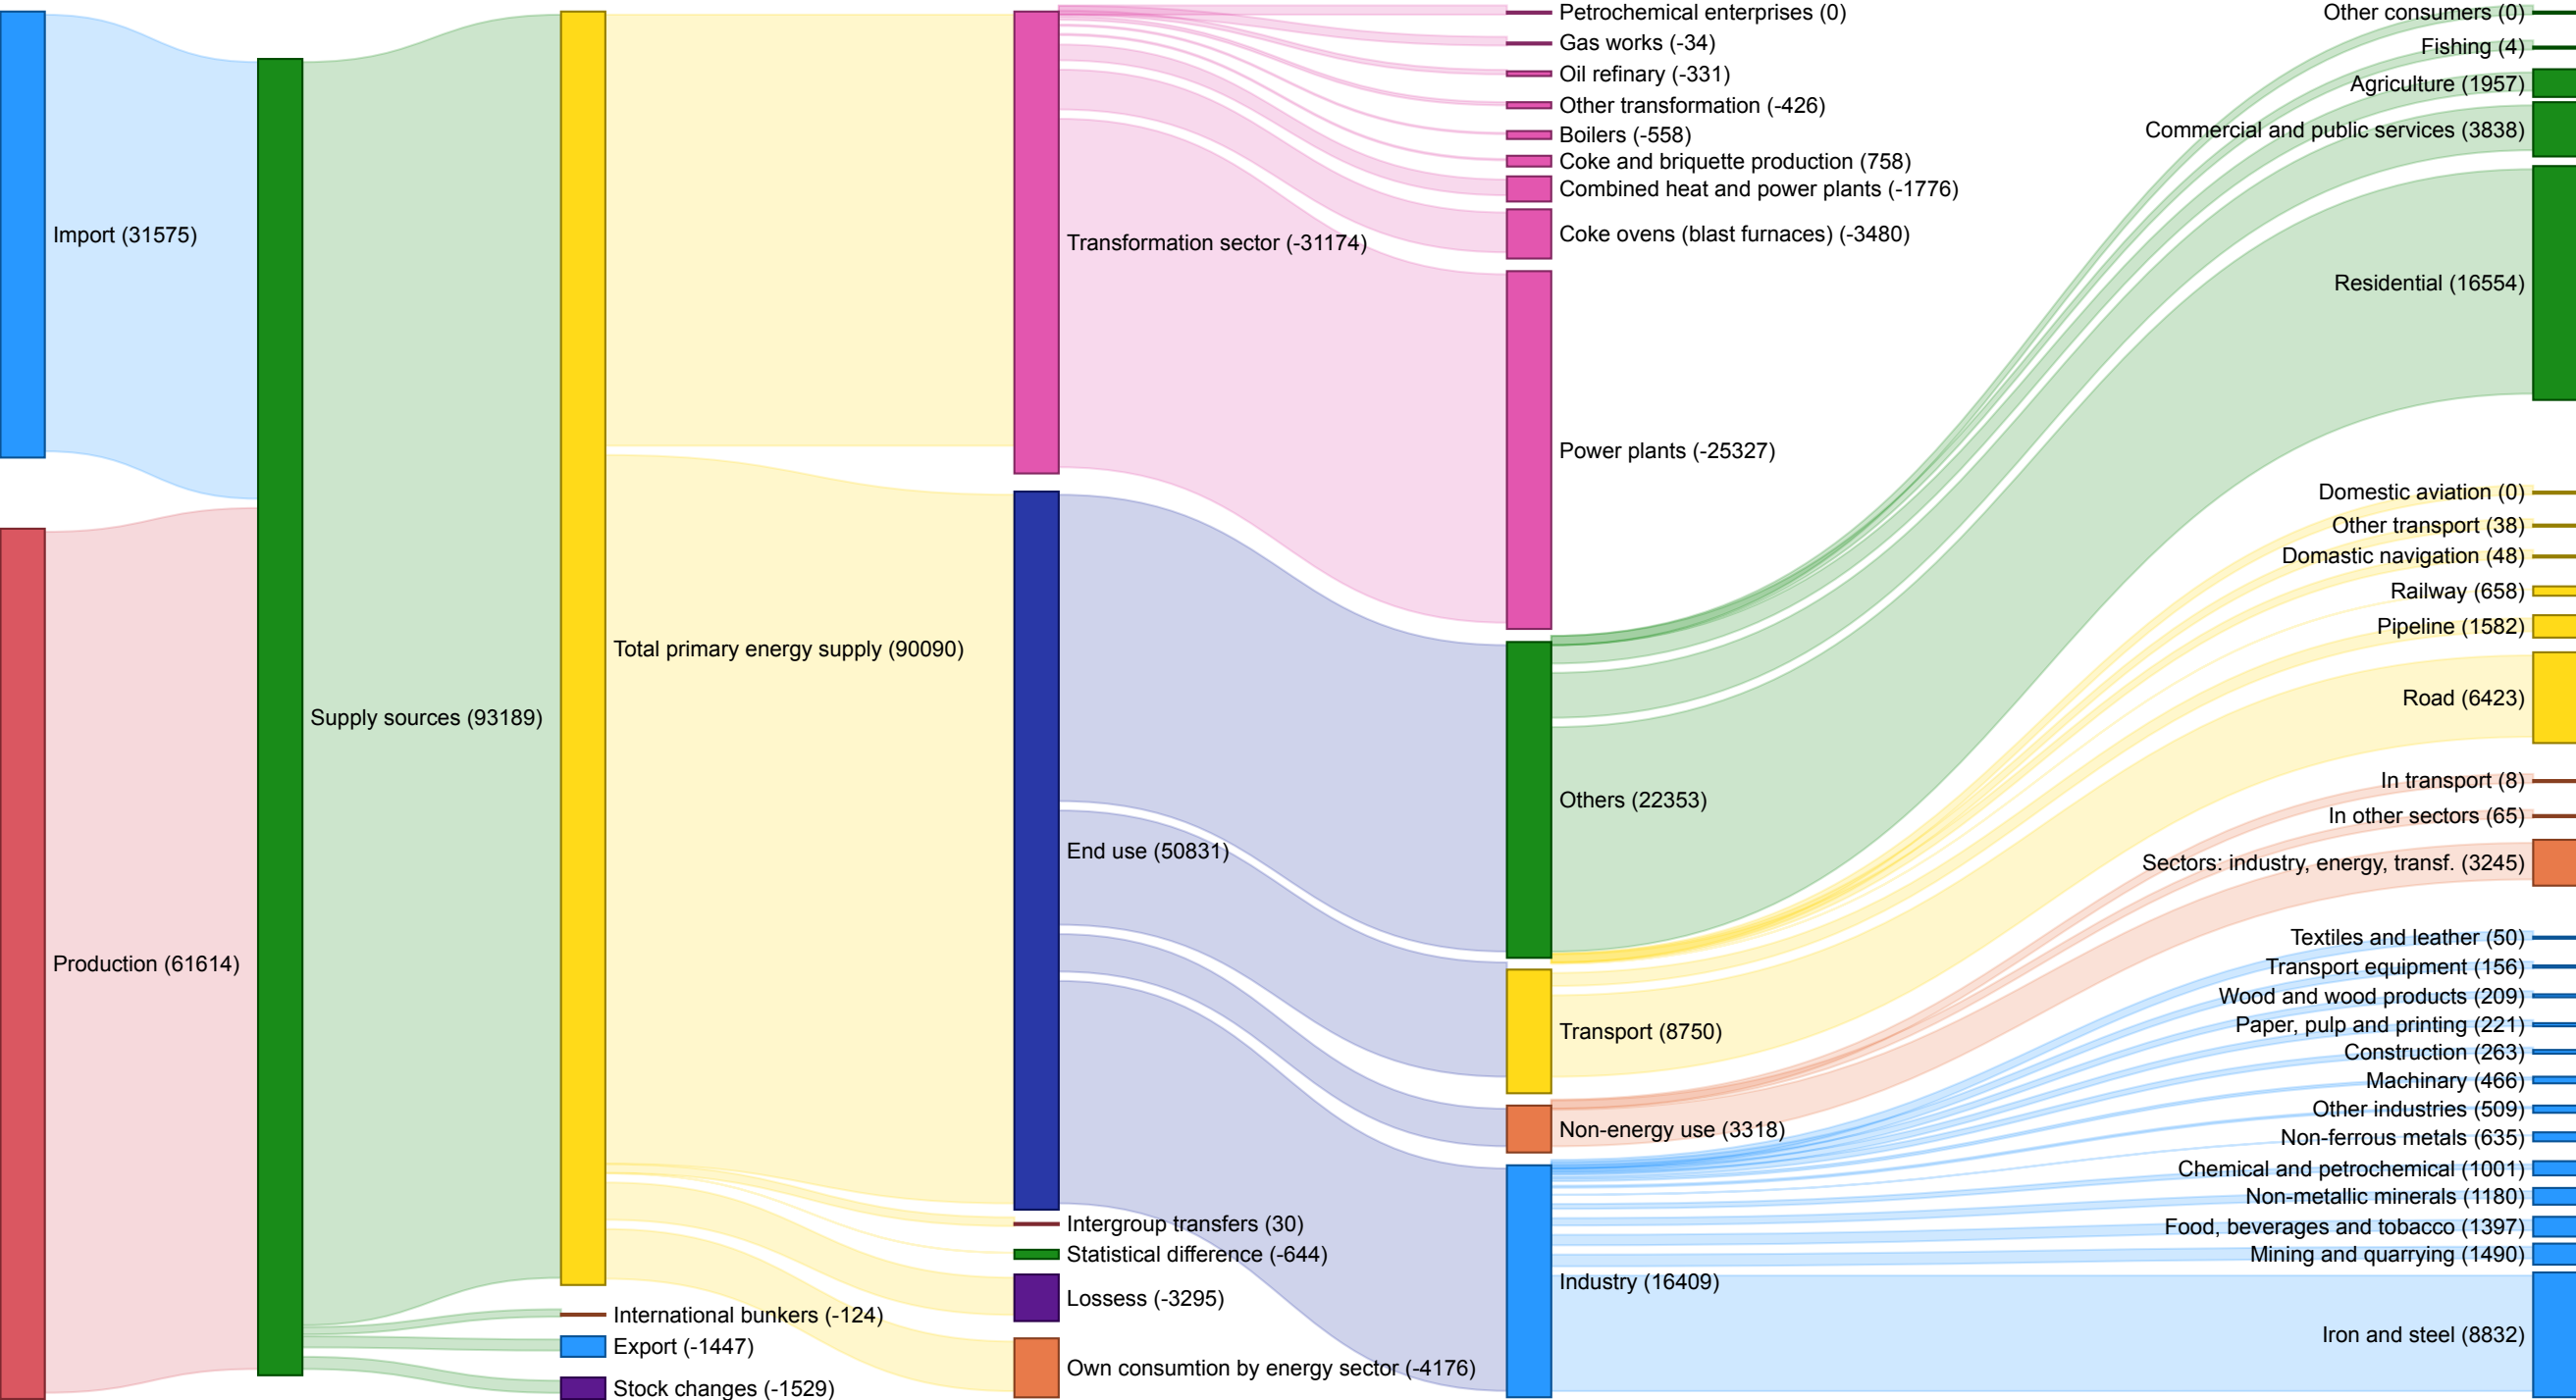 Import (31575)
Production (61614)
Supply sources (93189)
Total primary energy supply (90090)
International bunkers (-124)
Export (-1447)
Stock changes (-1529)
Transformation sector (-31174)
End use (50831)
Intergroup transfers (30)
Statistical difference (-644)
Lossess (-3295)
Own consumtion by energy sector (-4176)
Petrochemical enterprises (0)
Gas works (-34)
Oil refinary (-331)
Other transformation (-426)
Boilers (-558)
Coke and briquette production (758)
Combined heat and power plants (-1776)
Coke ovens (blast furnaces) (-3480)
Power plants (-25327)
Others (22353)
Transport (8750)
Non-energy use (3318)
Industry (16409)
Other consumers (0)
Fishing (4)
Agriculture (1957)
Commercial and public services (3838)
Residential (16554)
Domestic aviation (0)
Other transport (38)
Domastic navigation (48)
Railway (658)
Pipeline (1582)
Road (6423)
In transport (8)
In other sectors (65)
Sectors: industry, energy, transf. (3245)
Textiles and leather (50)
Transport equipment (156)
Wood and wood products (209)
Paper, pulp and printing (221)
Construction (263)
Machinary (466)
Other industries (509)
Non-ferrous metals (635)
Chemical and petrochemical (1001)
Non-metallic minerals (1180)
Food, beverages and tobacco (1397)
Mining and quarrying (1490)
Iron and steel (8832)